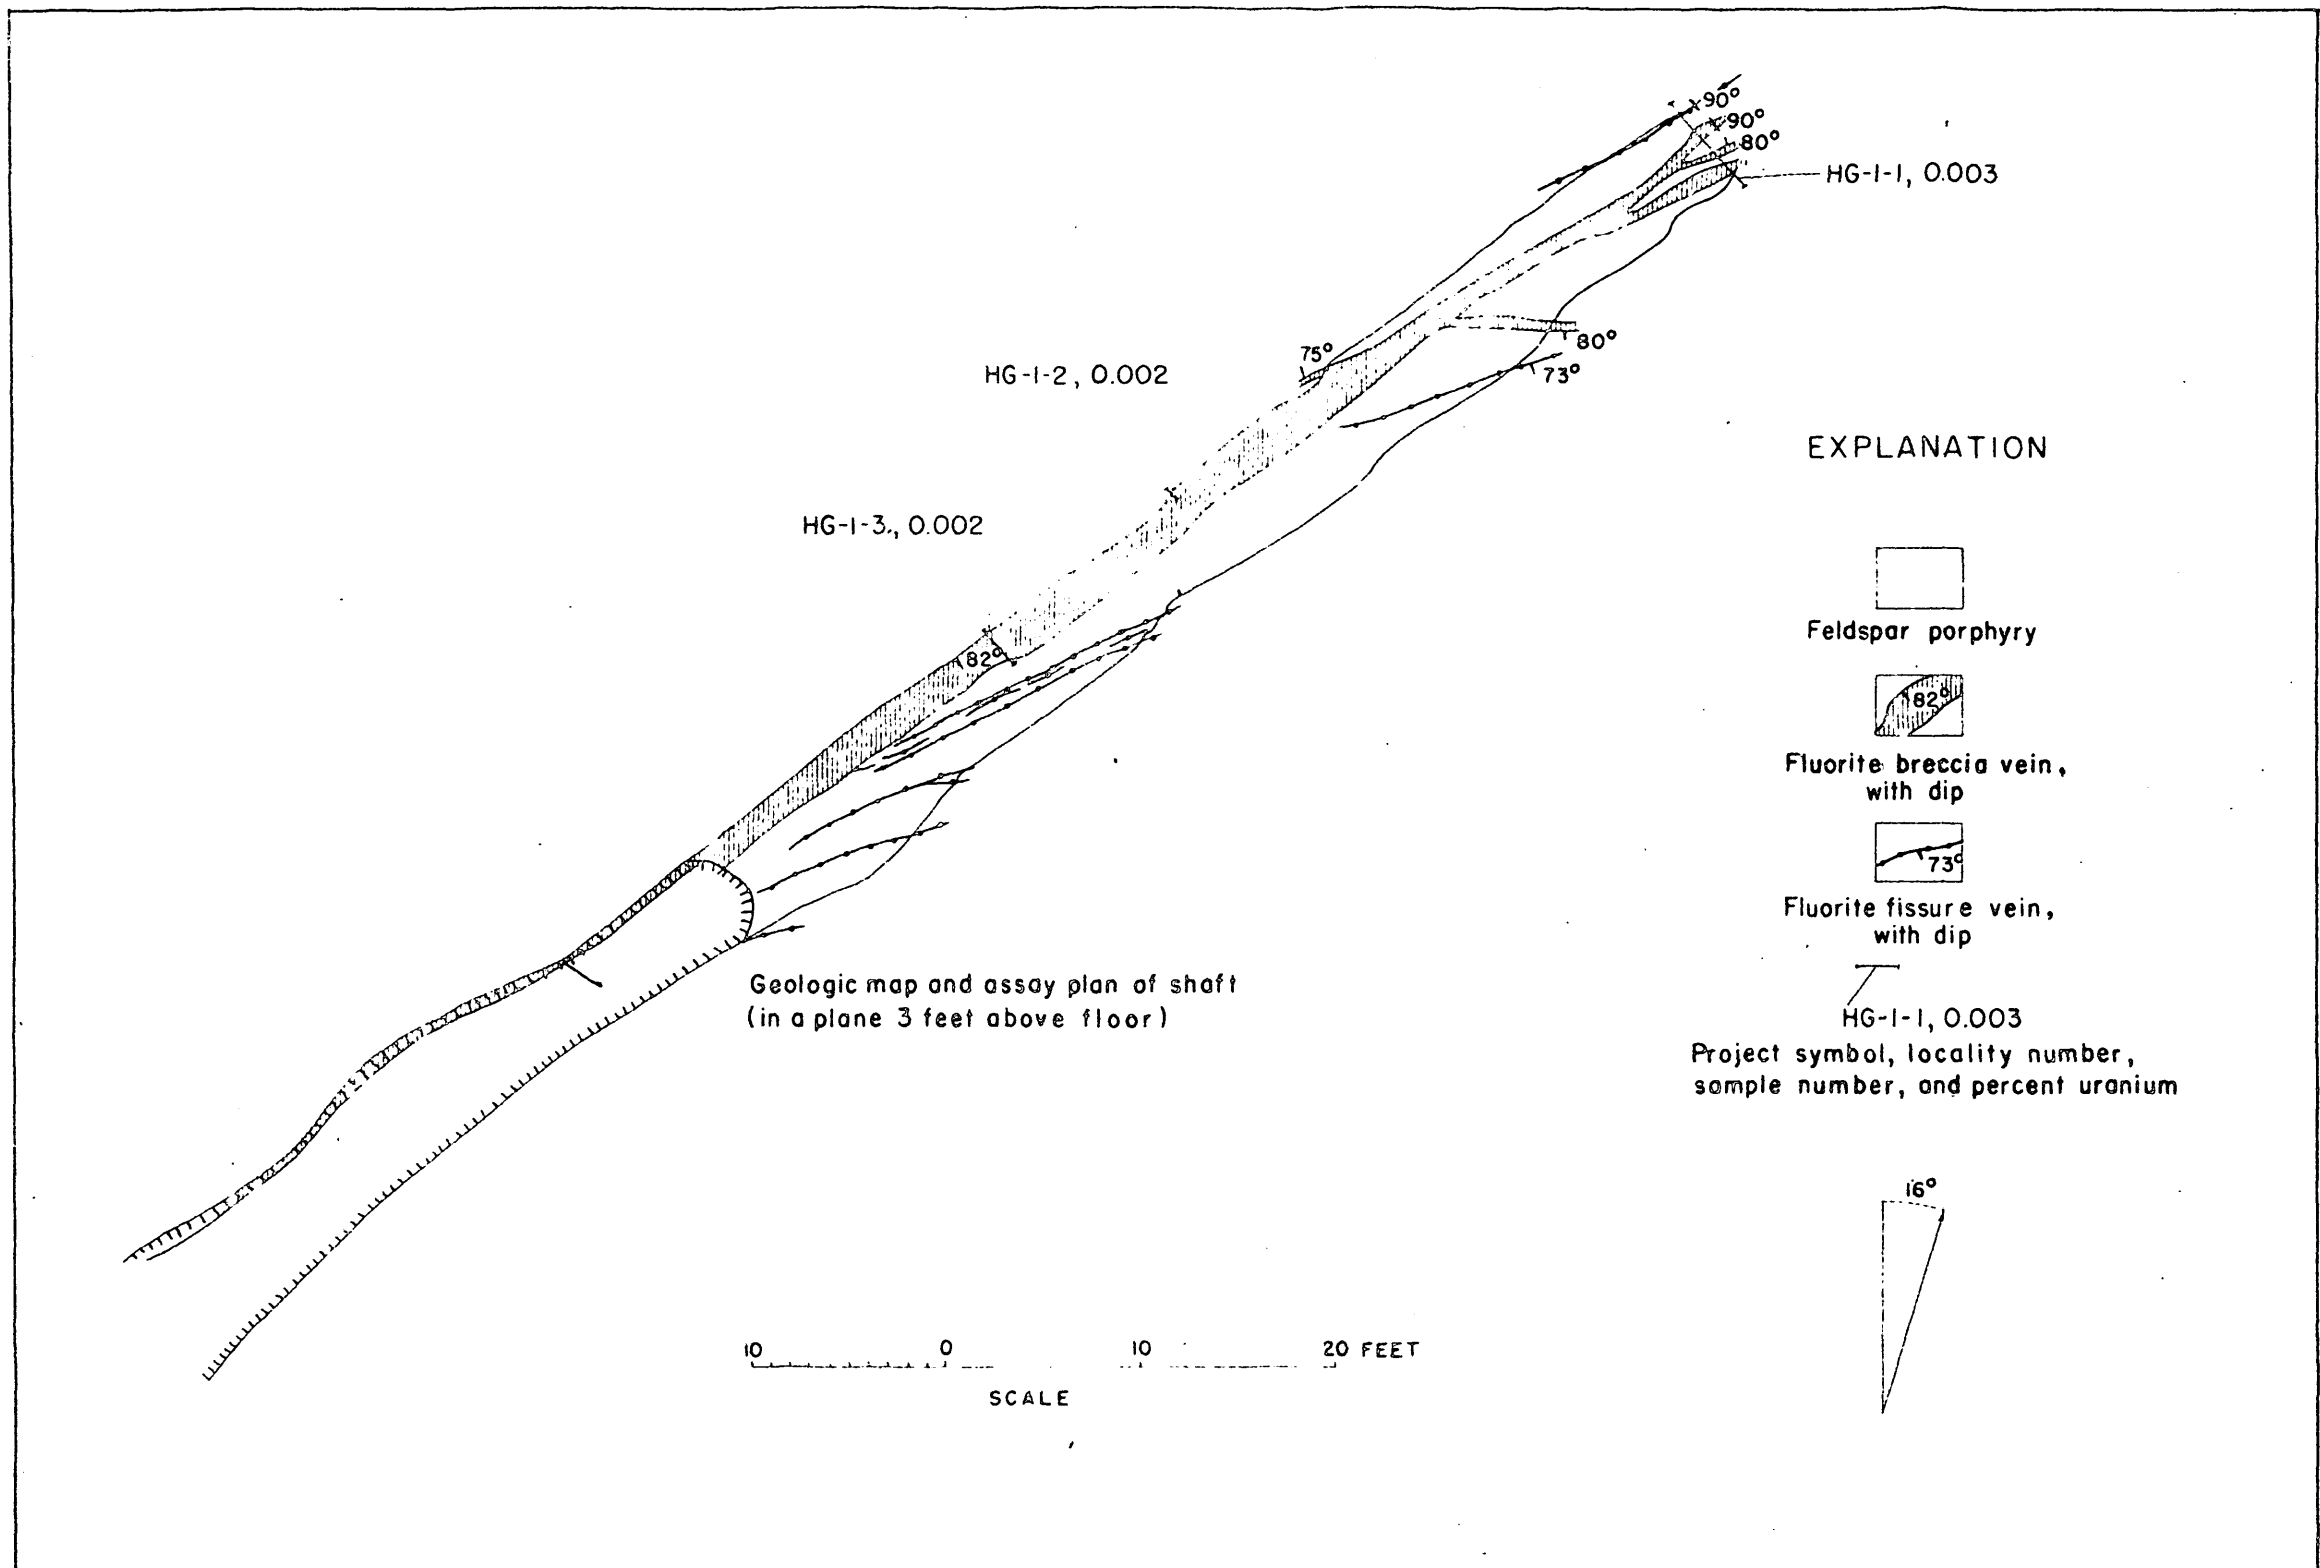 90°
90°
80°
HG-1-1, 0.003
80°
75°
73°
HG-1-2, 0.002
HG-1-3, 0.002
82°
Geologic map and assay plan of shaft
(in a plane 3 feet above floor)
10 0 10 20 FEET
SCALE
EXPLANATION
Feldspar porphyry
82°
Fluorite breccia vein,
with dip
73°
Fluorite fissure vein,
with dip
HG-1-1, 0.003
Project symbol, locality number,
sample number, and percent uranium
16°